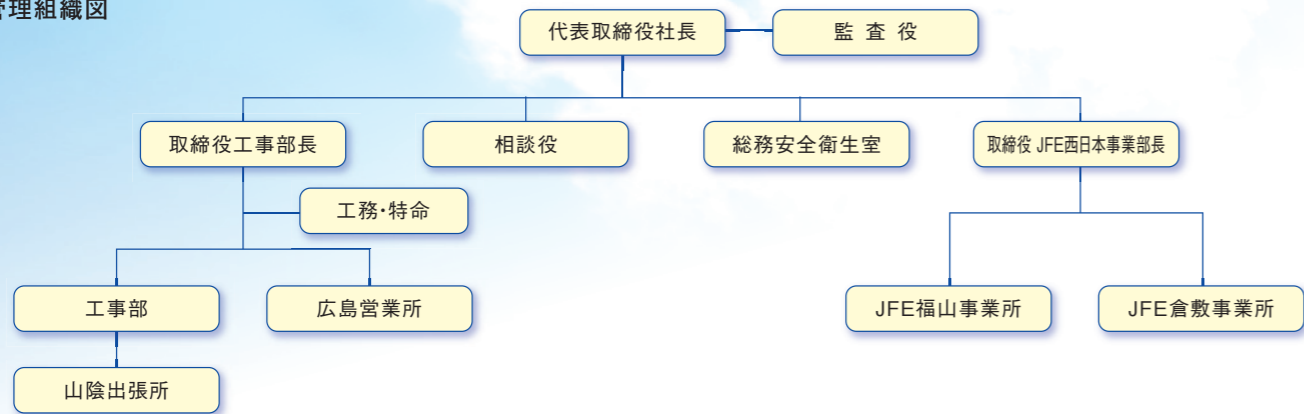 管理組織図
代表取締役社長
監査役
取締役工事部長
相談役
総務安全衛生室
取締役 JFE西日本事業部長
工務・特命
工事部
広島営業所
JFE福山事業所
JFE倉敷事業所
山陰出張所